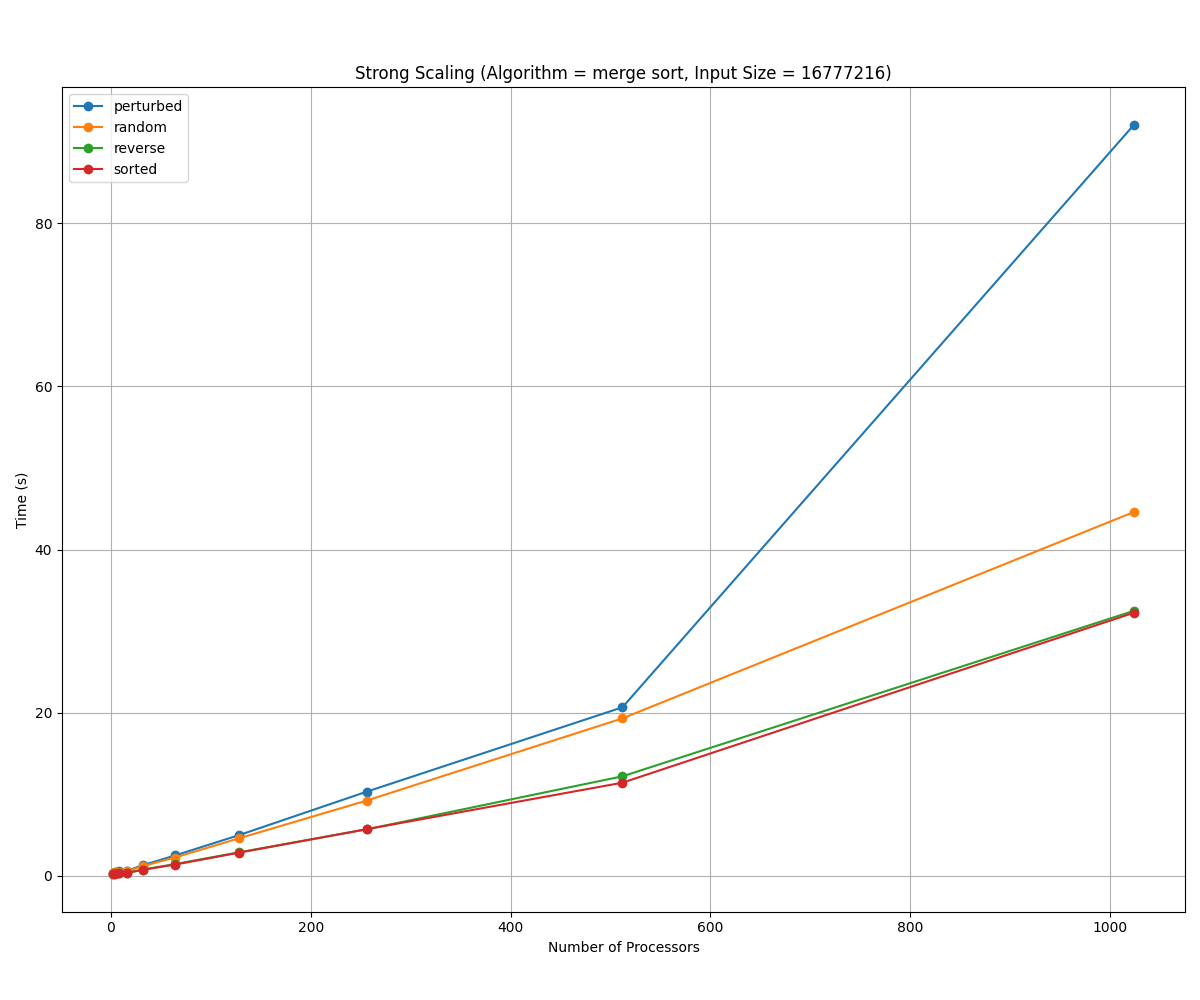 Strong Scaling (Algorithm = merge sort, Input Size = 16777216)
perturbed
random
reverse
sorted
80
60
40
20
0
Time (s)
0 200 400 600 800 1000
Number of Processors